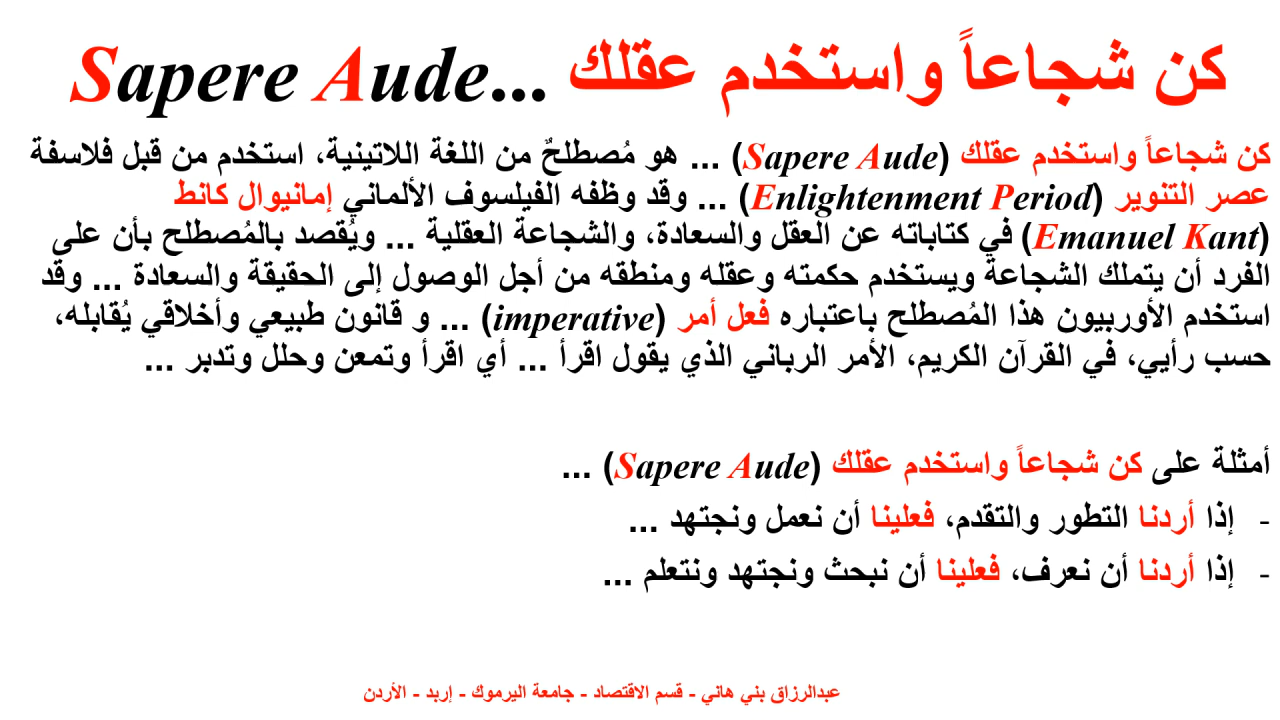 كن شجاعاً واستخدم عقلك ...Sapere Aude
كن شجاعاً واستخدم عقلك (Sapere Aude) ... هو مُصطلحٌ من اللغة اللاتينية، استخدم من قبل فلاسفة
عصر التنوير (Enlightenment Period) ... وقد وظفه الفيلسوف الألماني إمانيوال كانط
(Emanuel Kant) في كتاباته عن العقل والسعادة، والشجاعة العقلية ... ويُقصد بالمُصطلح بأن على
الفرد أن يتملك الشجاعة ويستخدم حكمته وعقله ومنطقه من أجل الوصول إلى الحقيقة والسعادة ... وقد
استخدم الأوربيون هذا المُصطلح باعتباره فعل أمر (imperative) ... و قانون طبيعي وأخلاقي يُقابله،
حسب رأيي، في القرآن الكريم، الأمر الرباني الذي يقول اقرأ ... أي اقرأ وتمعن وحلل وتدبر ...
أمثلة على كن شجاعاً واستخدم عقلك (Sapere Aude) ...
- إذا أردنا التطور والتقدم، فعلينا أن نعمل ونجتهد ...
- إذا أردنا أن نعرف، فعلينا أن نبحث ونجتهد ونتعلم ...
عبدالرزاق بني هاني - قسم الاقتصاد - جامعة اليرموك - إربد - الأردن